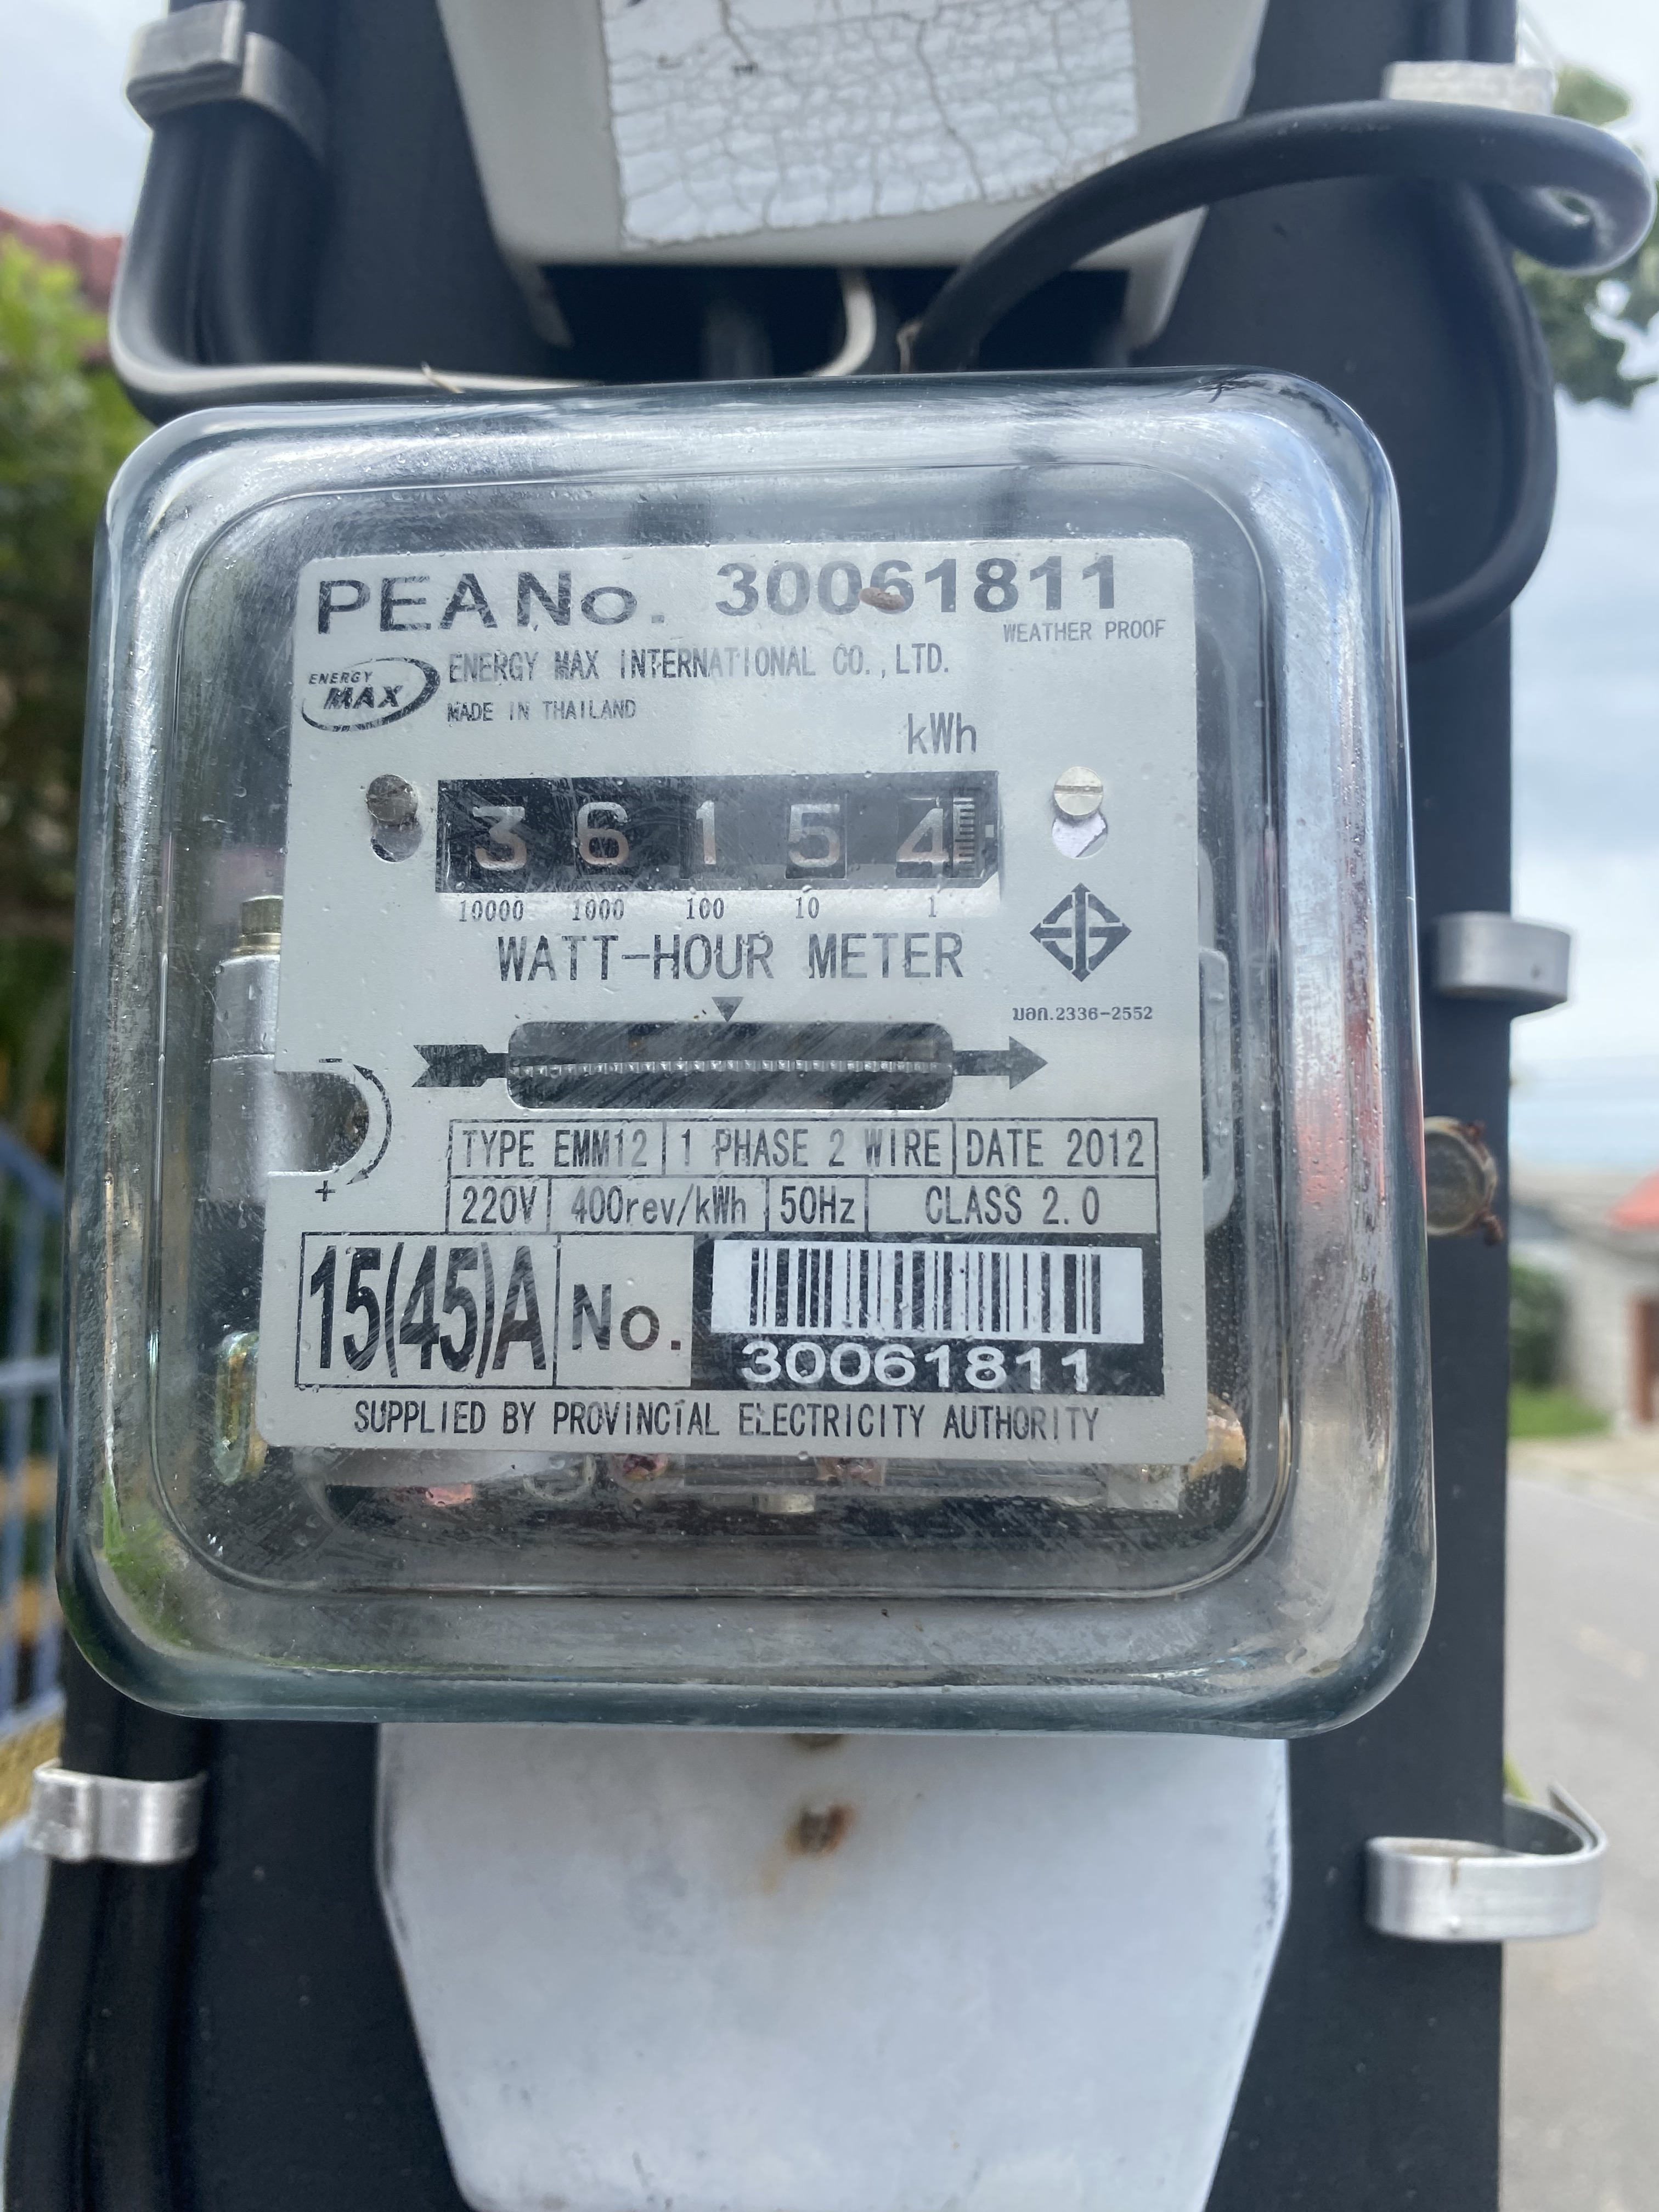 PEA No. 30061811
WEATHER PROOF
ENERGY MAX
ENERGY MAX INTERNATIONAL CO.,LTD.
MADE IN THAILAND
kWh
3 6 1 5 4
10000 1000 100 10 1
WATT-HOUR METER
มอก.2336-2552
-
+
TYPE EMM12 1 PHASE 2 WIRE DATE 2012
220V 400rev/kWh 50Hz CLASS 2.0
15(45)A No.
30061811
SUPPLIED BY PROVINCIAL ELECTRICITY AUTHORITY